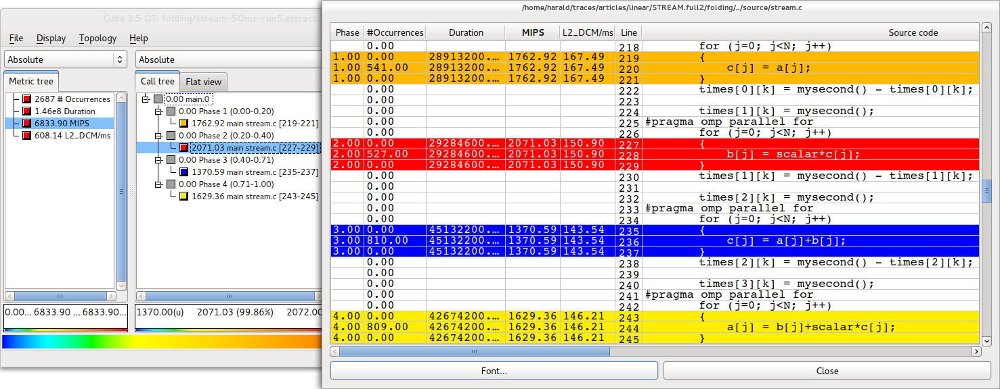 Cube 3.5 QT: folding/stream~50ms-run5.extract.
File Display Topology Help
Absolute
Absolute
Metric tree
2687 # Occurrences
1.46e8 Duration
6833.90 MIPS
608.14 L2_DCM/ms
Call tree Flat view
0.00 main.0
0.00 Phase 1 (0.00-0.20)
1762.92 main stream.c [219-221]
0.00 Phase 2 (0.20-0.40)
2071.03 main stream.c [227-229]
0.00 Phase 3 (0.40-0.71)
1370.59 main stream.c [235-237]
0.00 Phase 4 (0.71-1.00)
1629.36 main stream.c [243-245]
0.00... 6833.90 ... 6833.90...
1370.00(u) 2071.03 (99.86%) 2072.00
/home/harald/traces/articles/linear/STREAM.full2/folding/../source/stream.c
Phase #Occurrences Duration MIPS L2_DCM/ms Line Source code
0.00 218 for (j=0; j<N; j++)
1.00 0.00 28913200.... 1762.92 167.49 219 {
1.00 541.00 28913200.... 1762.92 167.49 220 c[j] = a[j];
1.00 0.00 28913200.... 1762.92 167.49 221 }
0.00 222 times[0][k] = mysecond() - times[0][k];
0.00 223
0.00 224 times[1][k] = mysecond();
0.00 225 #pragma omp parallel for
0.00 226 for (j=0; j<N; j++)
2.00 0.00 29284600.... 2071.03 150.90 227 {
2.00 527.00 29284600.... 2071.03 150.90 228 b[j] = scalar*c[j];
2.00 0.00 29284600.... 2071.03 150.90 229 }
0.00 230 times[1][k] = mysecond() - times[1][k];
0.00 231
0.00 232 times[2][k] = mysecond();
0.00 233 #pragma omp parallel for
0.00 234 for (j=0; j<N; j++)
3.00 0.00 45132200.... 1370.59 143.54 235 {
3.00 810.00 45132200.... 1370.59 143.54 236 c[j] = a[j]+b[j];
3.00 0.00 45132200.... 1370.59 143.54 237 }
0.00 238 times[2][k] = mysecond() - times[2][k];
0.00 239
0.00 240 times[3][k] = mysecond();
0.00 241 #pragma omp parallel for
0.00 242 for (j=0; j<N; j++)
4.00 0.00 42674200.... 1629.36 146.21 243 {
4.00 809.00 42674200.... 1629.36 146.21 244 a[j] = b[j]+scalar*c[j];
4.00 0.00 42674200.... 1629.36 146.21 245 }
Font... Close